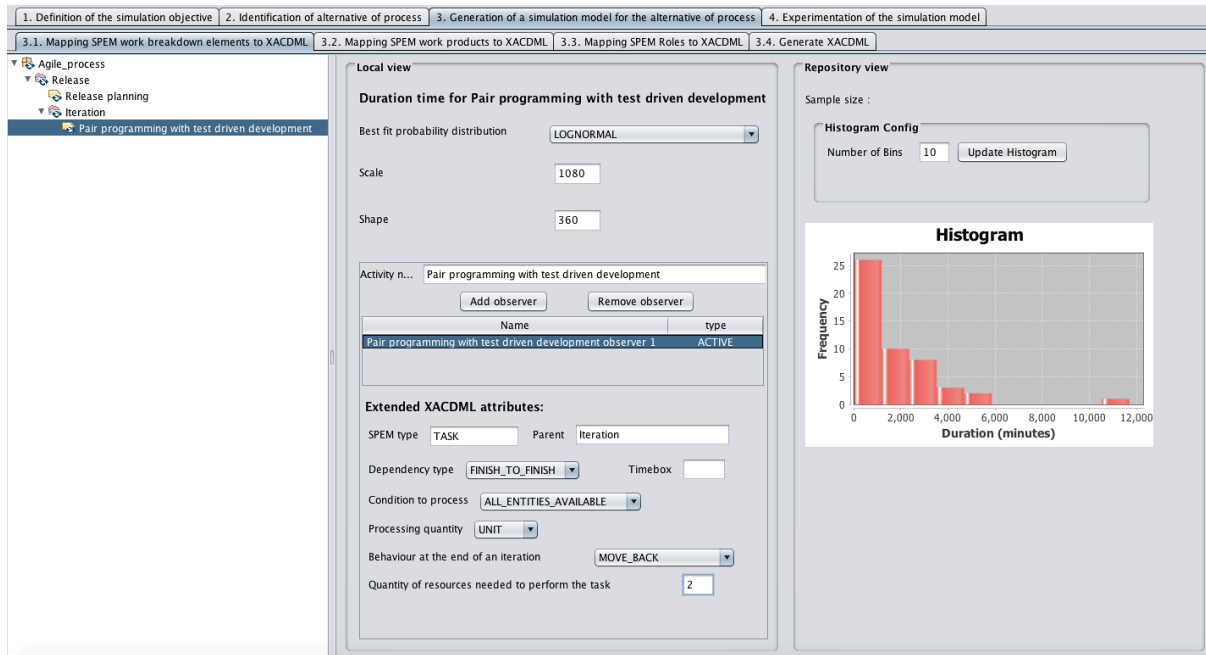 1. Definition of the simulation objective 2. Identification of alternative of process 3. Generation of a simulation model for the alternative of process 4. Experimentation of the simulation model
3.1. Mapping SPEM work breakdown elements to XACDML 3.2. Mapping SPEM work products to XACDML 3.3. Mapping SPEM Roles to XACDML 3.4. Generate XACDML
Agile_process
Release
Release planning
Iteration
Pair programming with test driven development
Local view
Duration time for Pair programming with test driven development
Best fit probability distribution LOGNORMAL
Scale 1080
Shape 360
Activity n... Pair programming with test driven development
Add observer Remove observer
Name type
Pair programming with test driven development observer 1 ACTIVE
Extended XACDML attributes:
SPEM type TASK Parent Iteration
Dependency type FINISH_TO_FINISH Timebox
Condition to process ALL_ENTITIES_AVAILABLE
Processing quantity UNIT
Behaviour at the end of an iteration MOVE_BACK
Quantity of resources needed to perform the task 2
Repository view
Sample size :
Histogram Config
Number of Bins 10 Update Histogram
Histogram
Frequency
25
20
15
10
5
0
0 2,000 4,000 6,000 8,000 10,000 12,000
Duration (minutes)